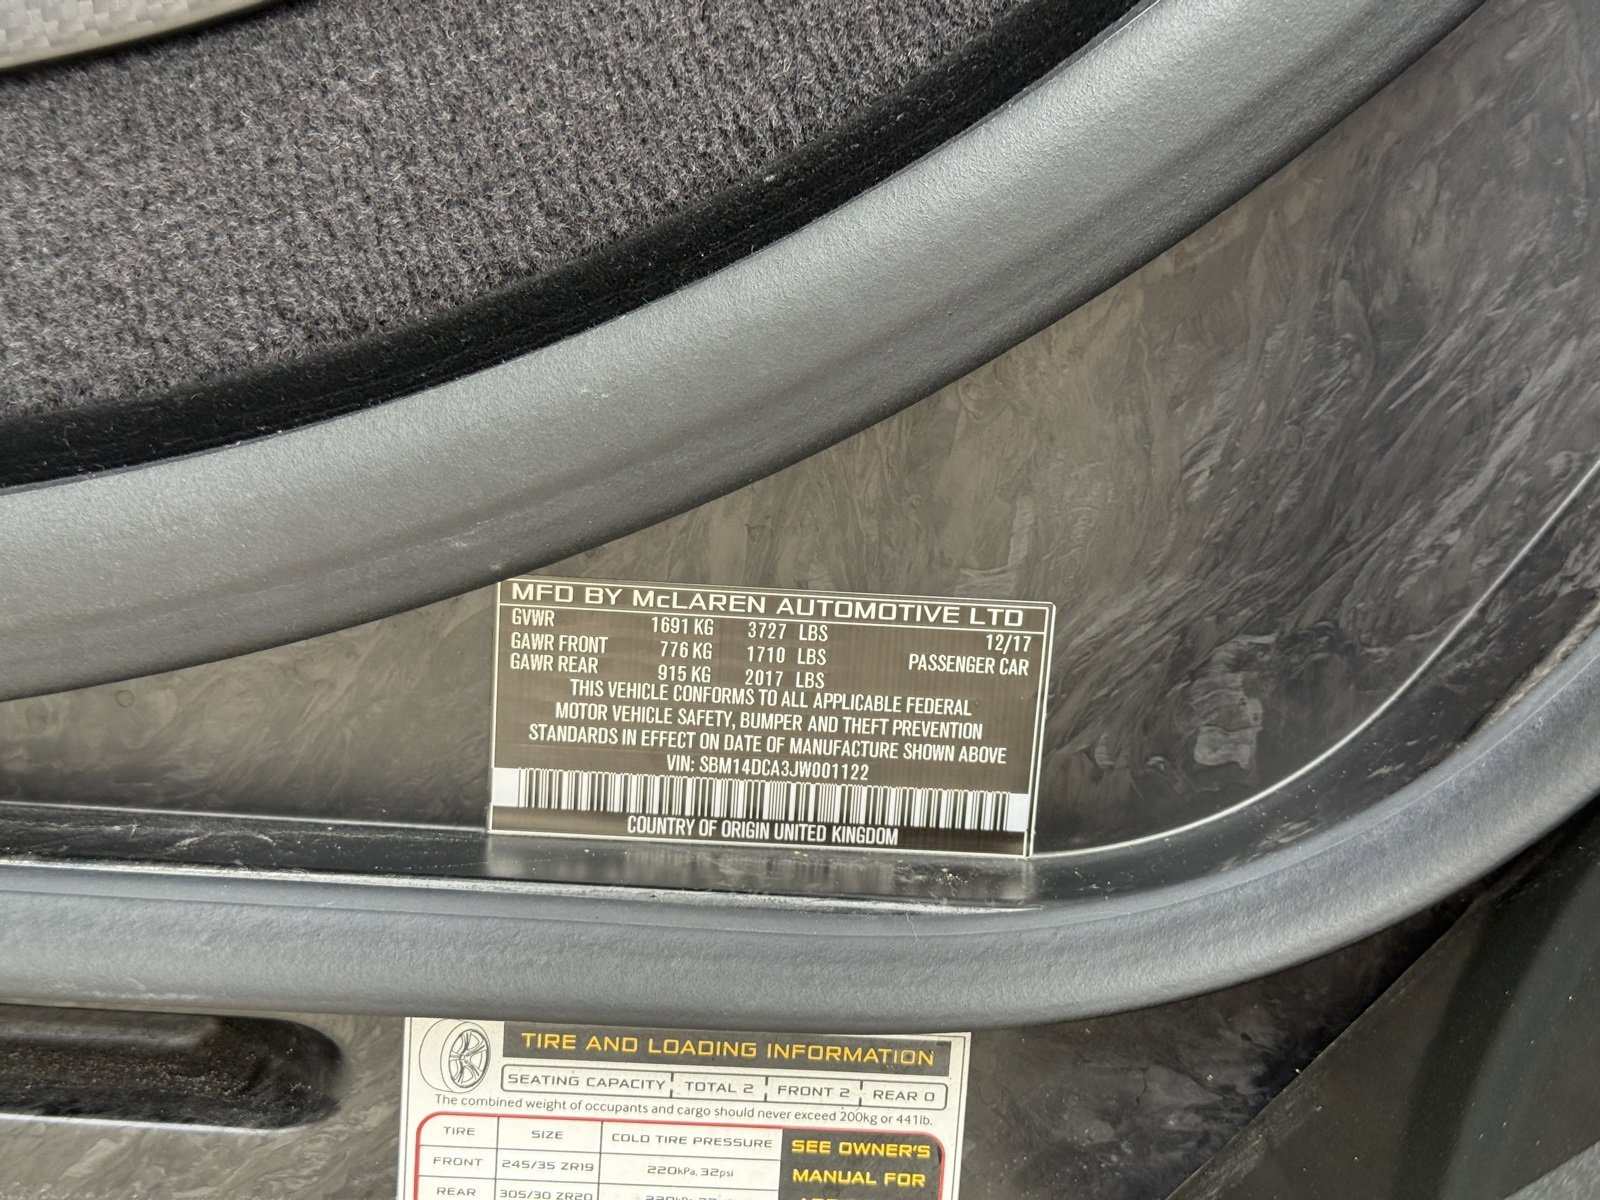 MFD BY McLAREN AUTOMOTIVE LTD
GVWR 1691 KG 3727 LBS 12/17
GAWR FRONT 776 KG 1710 LBS PASSENGER CAR
GAWR REAR 915 KG 2017 LBS
THIS VEHICLE CONFORMS TO ALL APPLICABLE FEDERAL
MOTOR VEHICLE SAFETY, BUMPER AND THEFT PREVENTION
STANDARDS IN EFFECT ON DATE OF MANUFACTURE SHOWN ABOVE
VIN: SBM14DCA3JW001122
COUNTRY OF ORIGIN UNITED KINGDOM
TIRE AND LOADING INFORMATION
SEATING CAPACITY TOTAL 2 FRONT 2 REAR 0
The combined weight of occupants and cargo should never exceed 200kg or 441lb.
TIRE SIZE COLD TIRE PRESSURE SEE OWNER'S
FRONT 245/35 ZR19 220kPa, 32psi MANUAL FOR
REAR 305/30 ZR20